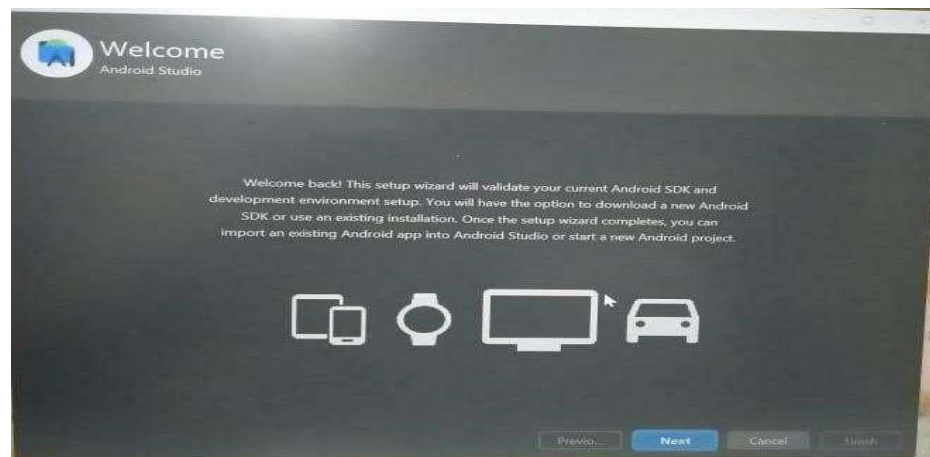 Welcome
Android Studio
Welcome back! This setup wizard will validate your current Android SDK and
development environment setup. You will have the option to download a new Android
SDK or use an existing installation. Once the setup wizard completes, you can
import an existing Android app into Android Studio or start a new Android project.
Previo...
Next
Cancel
Finish